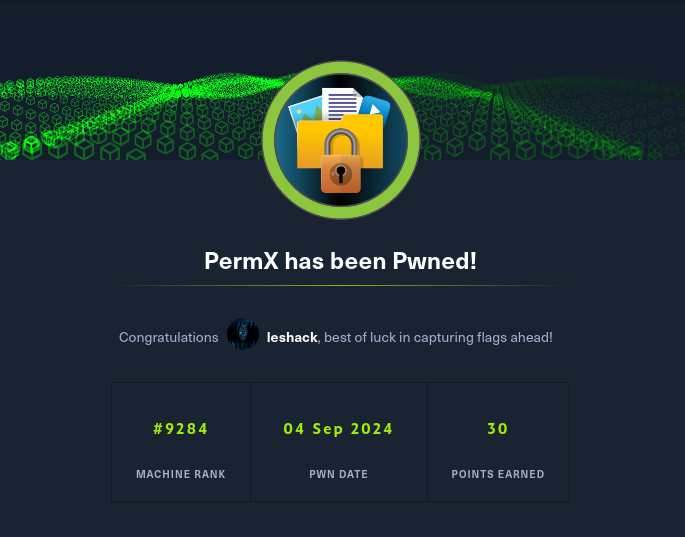 PermX has been Pwned!
Congratulations leshack, best of luck in capturing flags ahead!
#9284 04 Sep 2024 30
MACHINE RANK PWN DATE POINTS EARNED